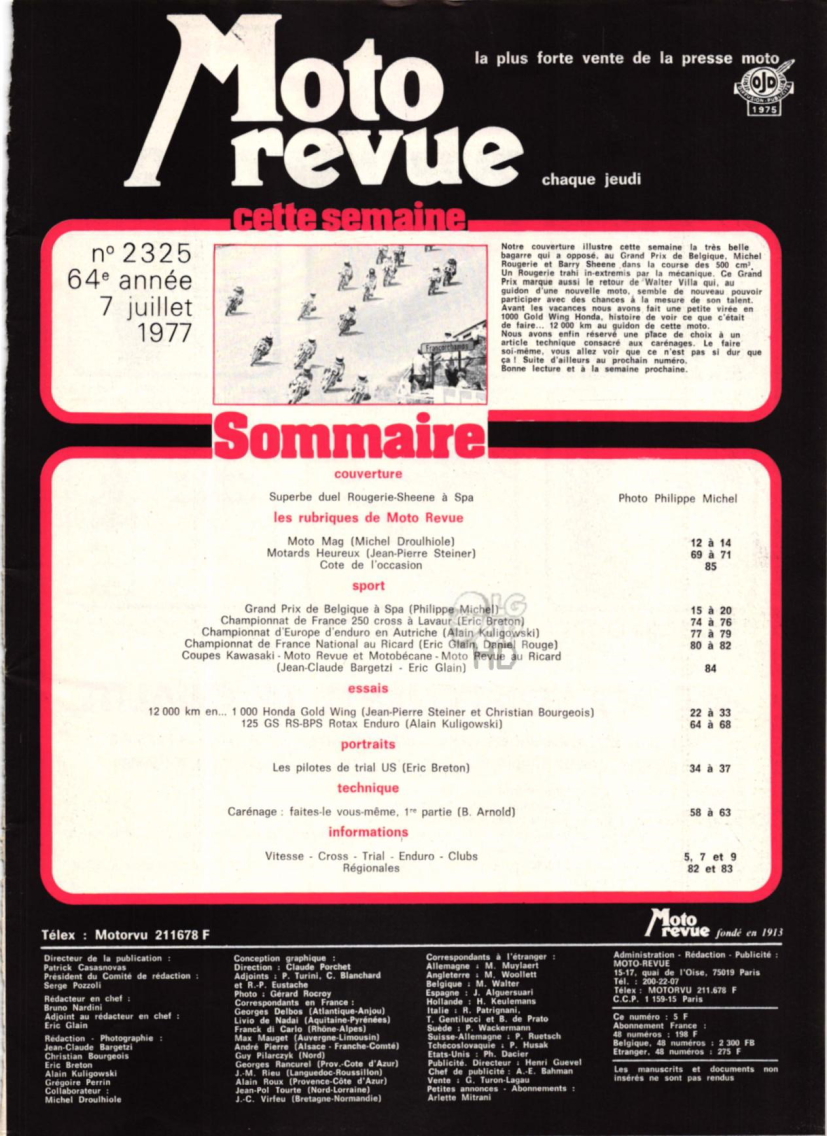 Moto revue
la plus forte vente de la presse moto
OJD
1975
chaque jeudi
cette semaine
nº 2325
64e année
7 juillet
1977
Francorchamps
Notre couverture illustre cette semaine la très belle
bagarre qui a opposé, au Grand Prix de Belgique, Michel
Rougerie et Barry Sheene dans la course des 500 cm³.
Un Rougerie trahi in-extremis par la mécanique. Ce Grand
Prix marque aussi le retour de Walter Villa qui, au
guidon d'une nouvelle moto, semble de nouveau pouvoir
participer avec des chances à la mesure de son talent.
Avant les vacances nous avons fait une petite virée en
1000 Gold Wing Honda, histoire de voir ce que c'était
de faire... 12 000 km au guidon de cette moto.
Nous avons enfin réservé une place de choix à un
article technique consacré aux carénages. Le faire
soi-même, vous allez voir que ce n'est pas si dur que
ça ! Suite d'ailleurs au prochain numéro.
Bonne lecture et à la semaine prochaine.
Sommaire
couverture
Superbe duel Rougerie-Sheene à Spa Photo Philippe Michel
les rubriques de Moto Revue
Moto Mag (Michel Droulhiole) 12 à 14
Motards Heureux (Jean-Pierre Steiner) 69 à 71
Cote de l'occasion 85
sport
Grand Prix de Belgique à Spa (Philippe Michel) 15 à 20
Championnat de France 250 cross à Lavaur (Eric Breton) 74 à 76
Championnat d'Europe d'enduro en Autriche (Alain Kuligowski) 77 à 79
Championnat de France National au Ricard (Eric Glain, Daniel Rouge) 80 à 82
Coupes Kawasaki - Moto Revue et Motobécane - Moto Revue au Ricard
(Jean-Claude Bargetzi - Eric Glain) 84
essais
12 000 km en... 1 000 Honda Gold Wing (Jean-Pierre Steiner et Christian Bourgeois) 22 à 33
125 GS RS-BPS Rotax Enduro (Alain Kuligowski) 64 à 68
portraits
Les pilotes de trial US (Eric Breton) 34 à 37
technique
Carénage : faites-le vous-même, 1re partie (B. Arnold) 58 à 63
informations
Vitesse - Cross - Trial - Enduro - Clubs 5, 7 et 9
Régionales 82 et 83
Télex : Motorvu 211678 F
Moto revue fondé en 1913
Directeur de la publication :
Patrick Casasnovas
Président du Comité de rédaction :
Serge Pozzoli
Rédacteur en chef :
Bruno Nardini
Adjoint au rédacteur en chef :
Eric Glain
Rédaction - Photographie :
Jean-Claude Bargetzi
Christian Bourgeois
Eric Breton
Alain Kuligowski
Grégoire Perrin
Collaborateur :
Michel Droulhiole
Conception graphique :
Direction : Claude Porchet
Adjoints : P. Turini, C. Blanchard
et R.-P. Eustache
Photo : Gérard Rocroy
Correspondants en France :
Georges Delbos (Atlantique-Anjou)
Livio de Nadai (Aquitaine-Pyrénées)
Franck di Carlo (Rhône-Alpes)
Max Mauget (Auvergne-Limousin)
André Pierre (Alsace - Franche-Comté)
Guy Pilarczyk (Nord)
Georges Rancurel (Prov.-Cote d'Azur)
J.-M. Rieu (Languedoc-Roussillon)
Alain Roux (Provence-Côte d'Azur)
Jean-Pol Tourte (Nord-Lorraine)
J.-C. Virfeu (Bretagne-Normandie)
Correspondants à l'étranger :
Allemagne : M. Muylaert
Angleterre : M. Woollett
Belgique : M. Walter
Espagne : J. Alguersuari
Hollande : H. Keulemans
Italie : R. Patrignani,
T. Gentilucci et B. de Prato
Suède : P. Wackermann
Suisse-Allemagne : P. Ruetsch
Tchécoslovaquie : P. Husak
Etats-Unis : Ph. Dacier
Publicité. Directeur : Henri Guevel
Chef de publicité : A.-E. Bahman
Vente : G. Turon-Lagau
Petites annonces - Abonnements :
Arlette Mitrani
Administration - Rédaction - Publicité :
MOTO-REVUE
15-17, quai de l'Oise, 75019 Paris
Tél. : 200-22-07
Télex : MOTORVU 211.678 F
C.C.P. 1 159-15 Paris
Ce numéro : 5 F
Abonnement France :
48 numéros : 198 F
Belgique, 48 numéros : 2 300 FB
Etranger, 48 numéros : 275 F
Les manuscrits et documents non
insérés ne sont pas rendus